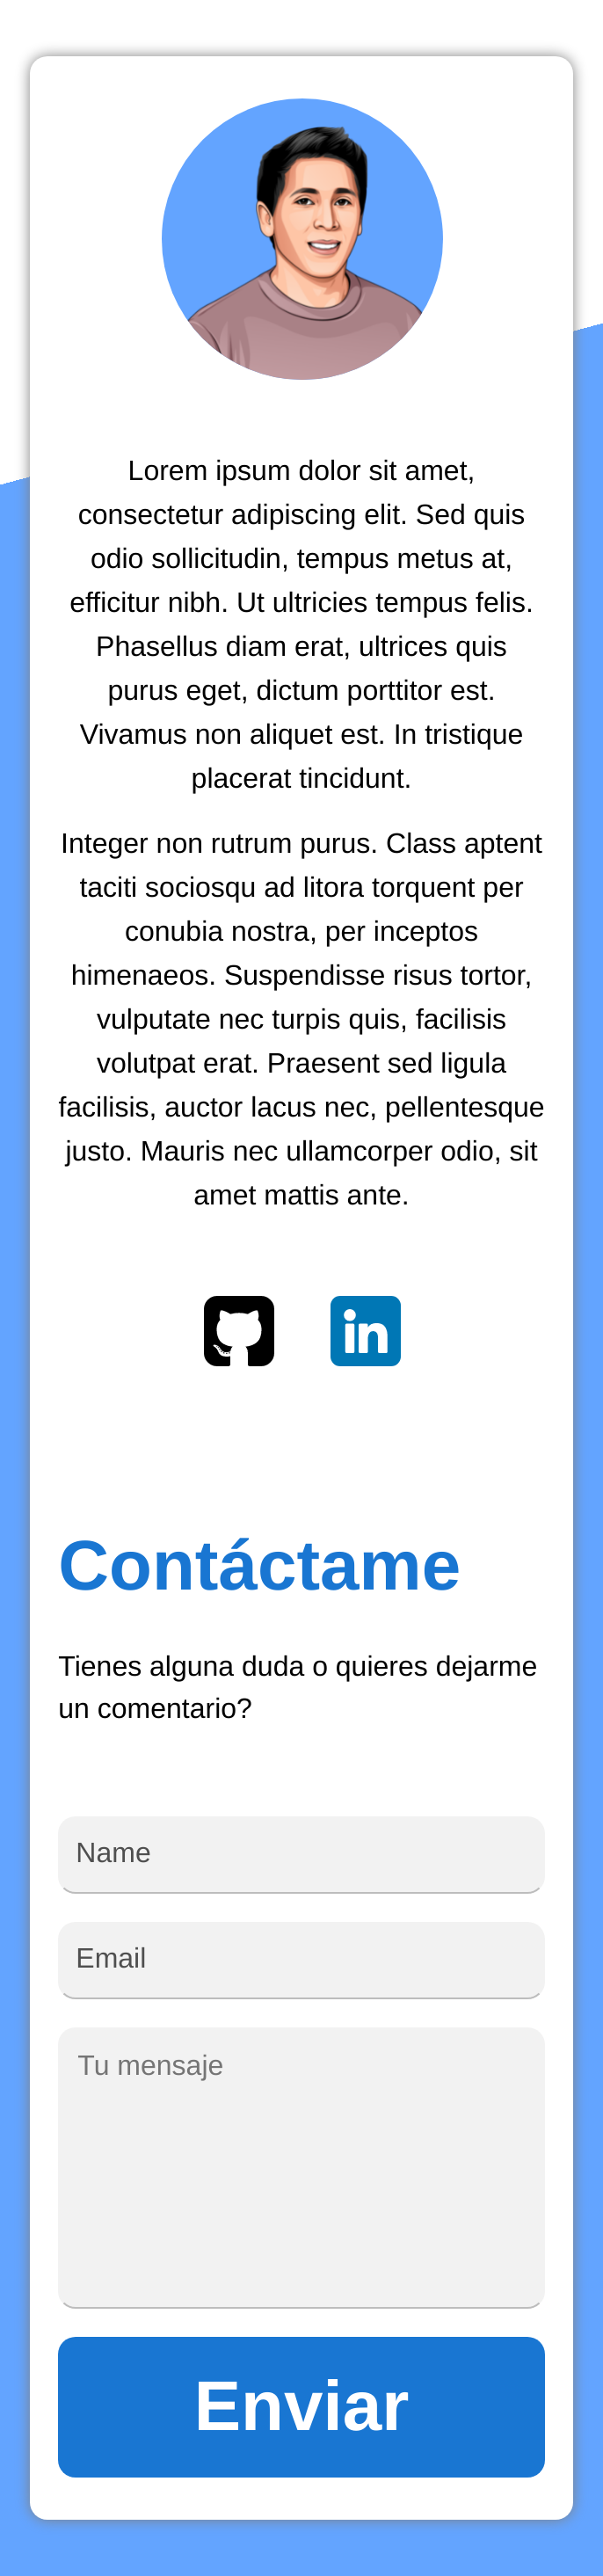 Lorem ipsum dolor sit amet,
consectetur adipiscing elit. Sed quis
odio sollicitudin, tempus metus at,
efficitur nibh. Ut ultricies tempus felis.
Phasellus diam erat, ultrices quis
purus eget, dictum porttitor est.
Vivamus non aliquet est. In tristique
placerat tincidunt.
Integer non rutrum purus. Class aptent
taciti sociosqu ad litora torquent per
conubia nostra, per inceptos
himenaeos. Suspendisse risus tortor,
vulputate nec turpis quis, facilisis
volutpat erat. Praesent sed ligula
facilisis, auctor lacus nec, pellentesque
justo. Mauris nec ullamcorper odio, sit
amet mattis ante.
in
Contáctame
Tienes alguna duda o quieres dejarme
un comentario?
Name
Email
Tu mensaje
Enviar